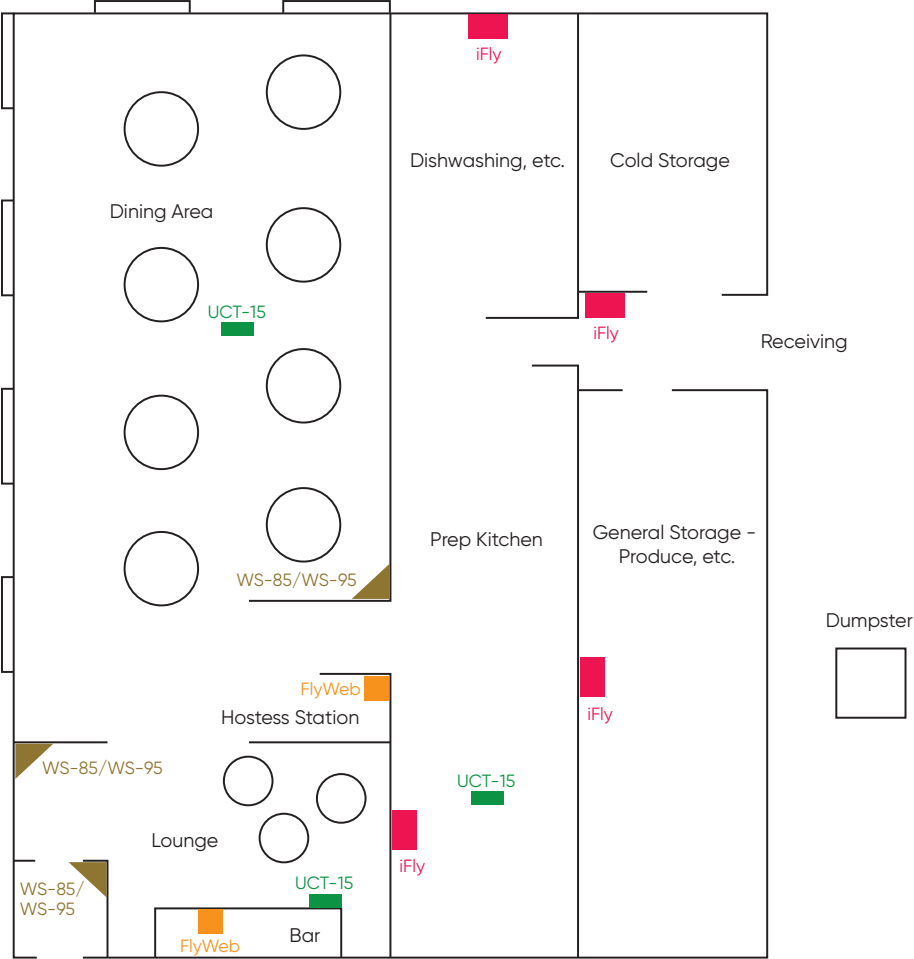 iFly
Dishwashing, etc.
Cold Storage
Dining Area
UCT-15
iFly
Receiving
Prep Kitchen
General Storage -
Produce, etc.
WS-85/WS-95
Dumpster
FlyWeb
Hostess Station
iFly
WS-85/WS-95
UCT-15
Lounge
iFly
WS-85/
WS-95
UCT-15
Bar
FlyWeb